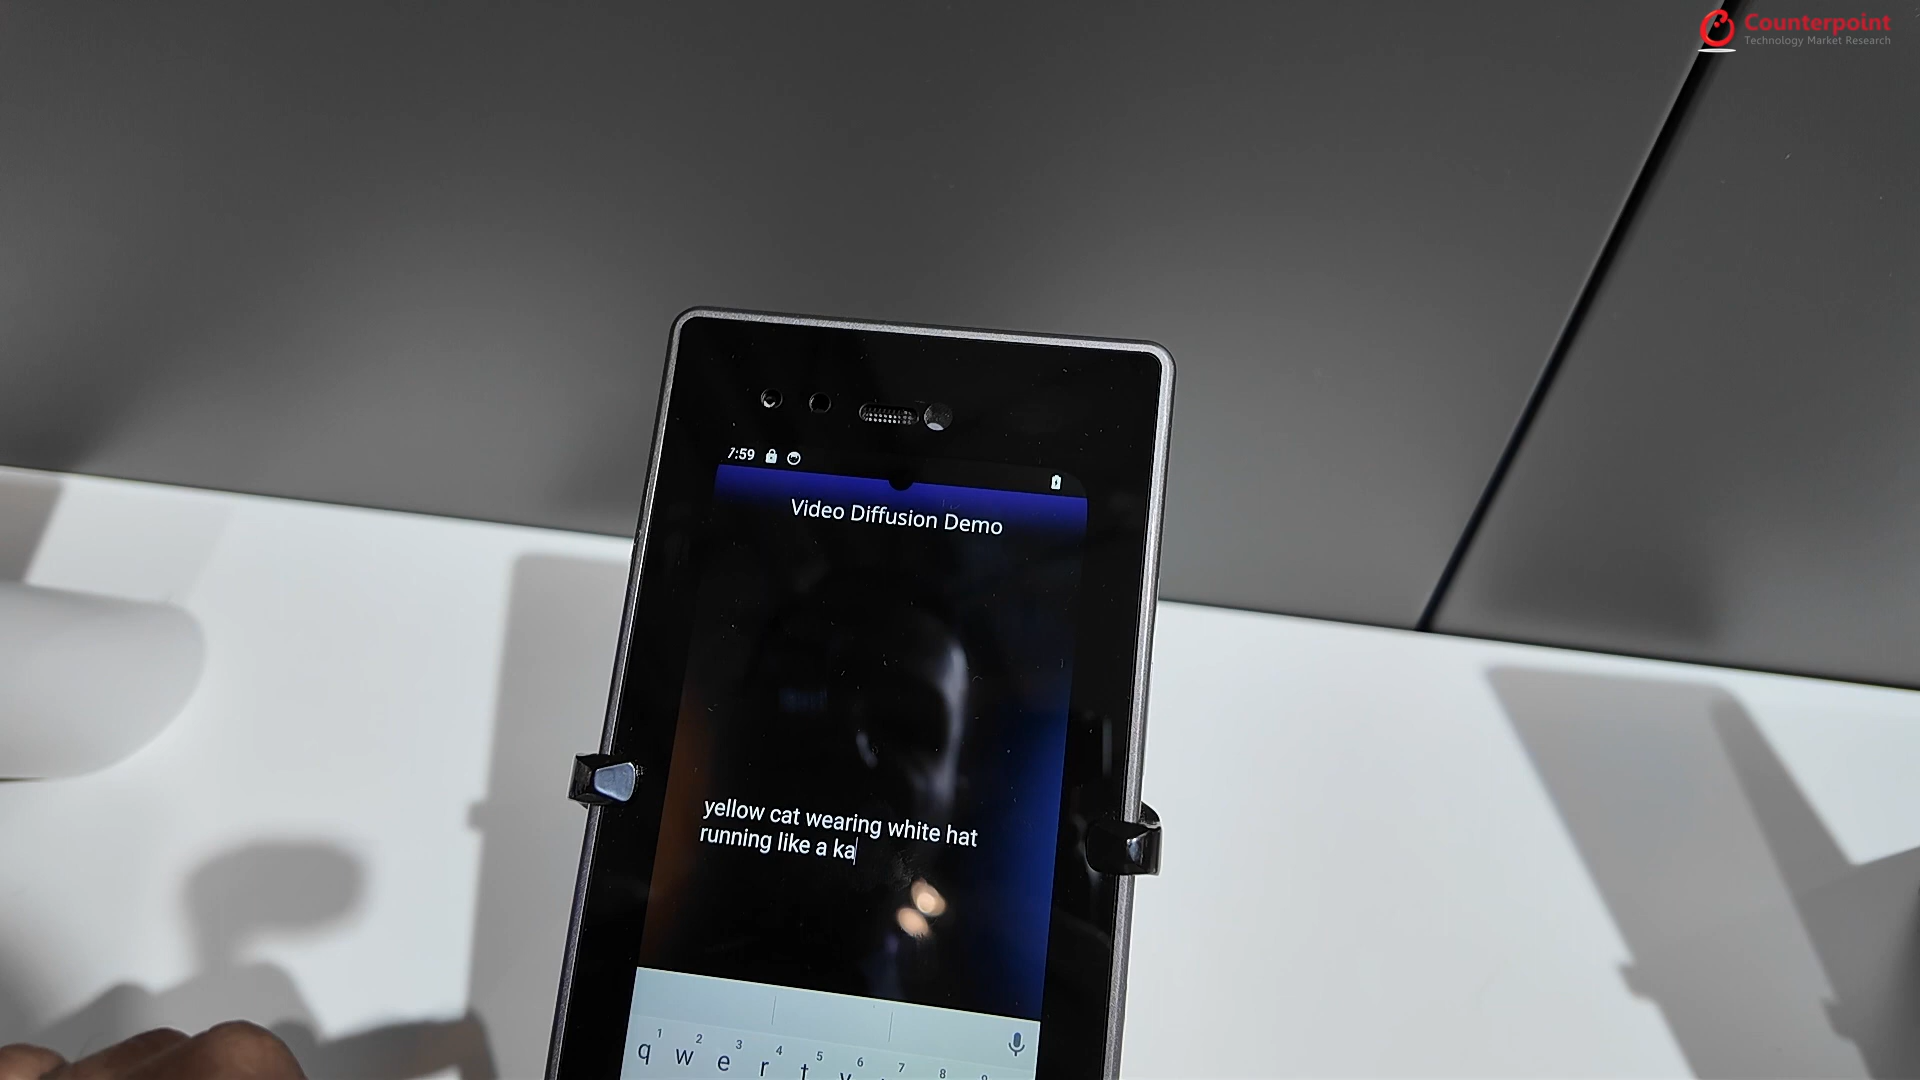 Counterpoint
Technology Market Research
7:59
Video Diffusion Demo
yellow cat wearing white hat
running like a ka
1 2 3 4 5 6 7 8
q w e r t y